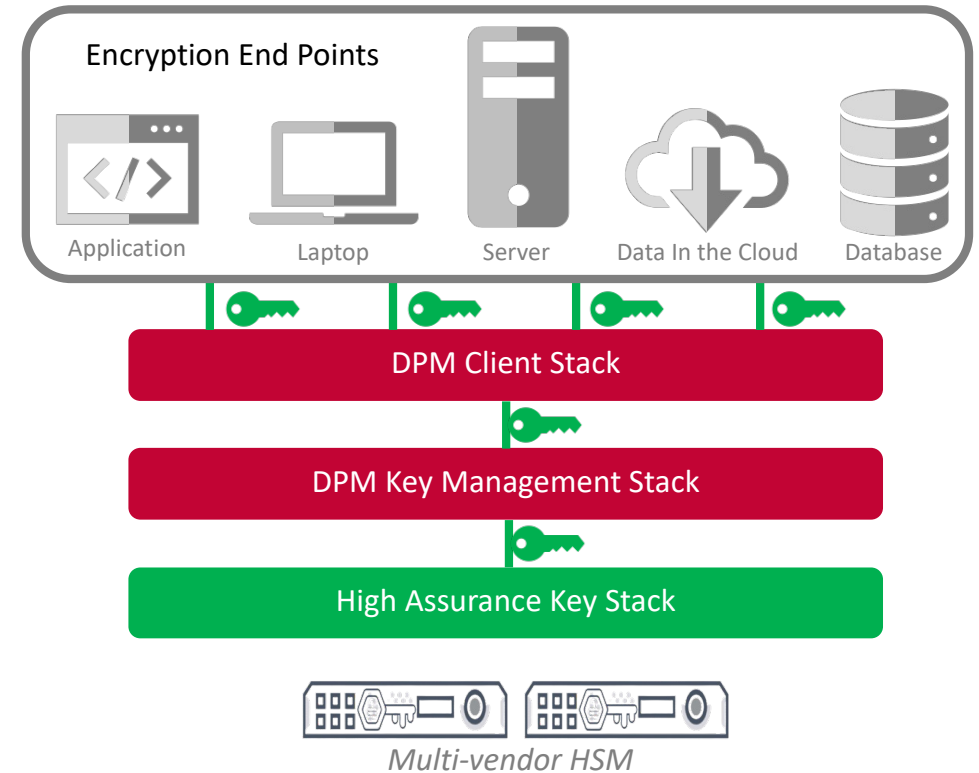 Encryption End Points
Application
Laptop
Server
Data In the Cloud
Database
DPM Client Stack
DPM Key Management Stack
High Assurance Key Stack
Multi-vendor HSM